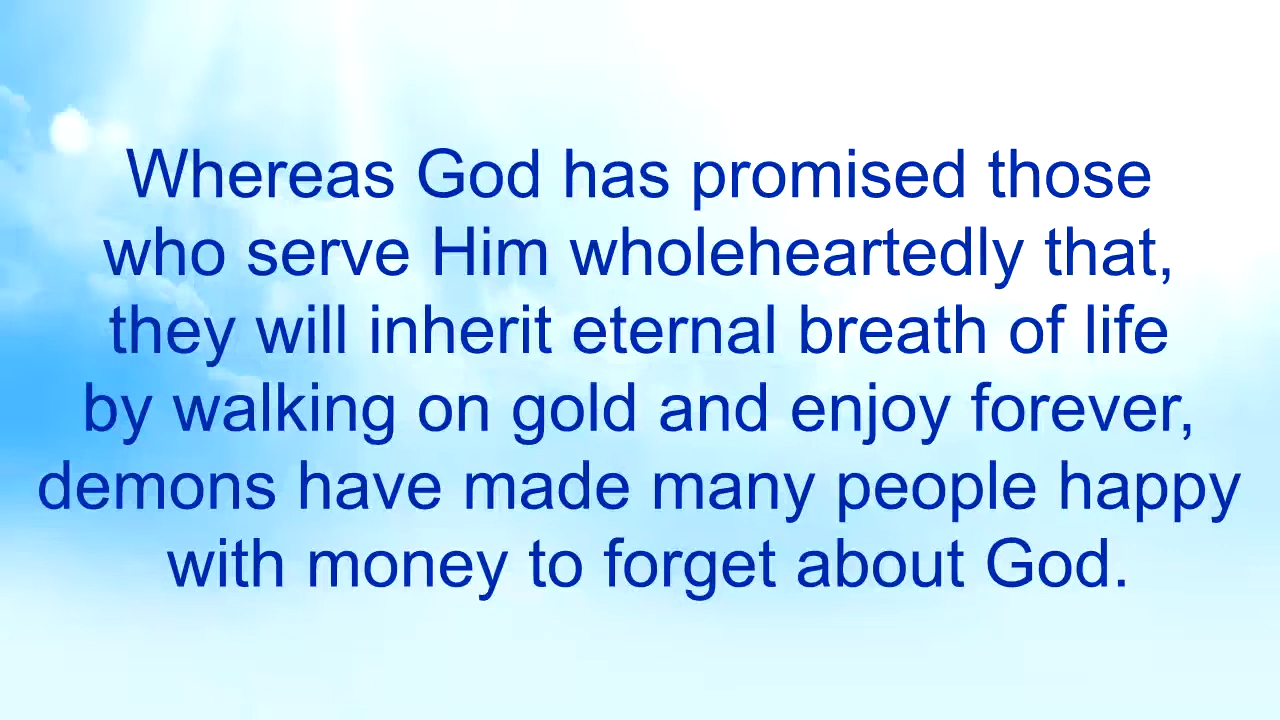 Whereas God has promised those
who serve Him wholeheartedly that,
they will inherit eternal breath of life
by walking on gold and enjoy forever,
demons have made many people happy
with money to forget about God.